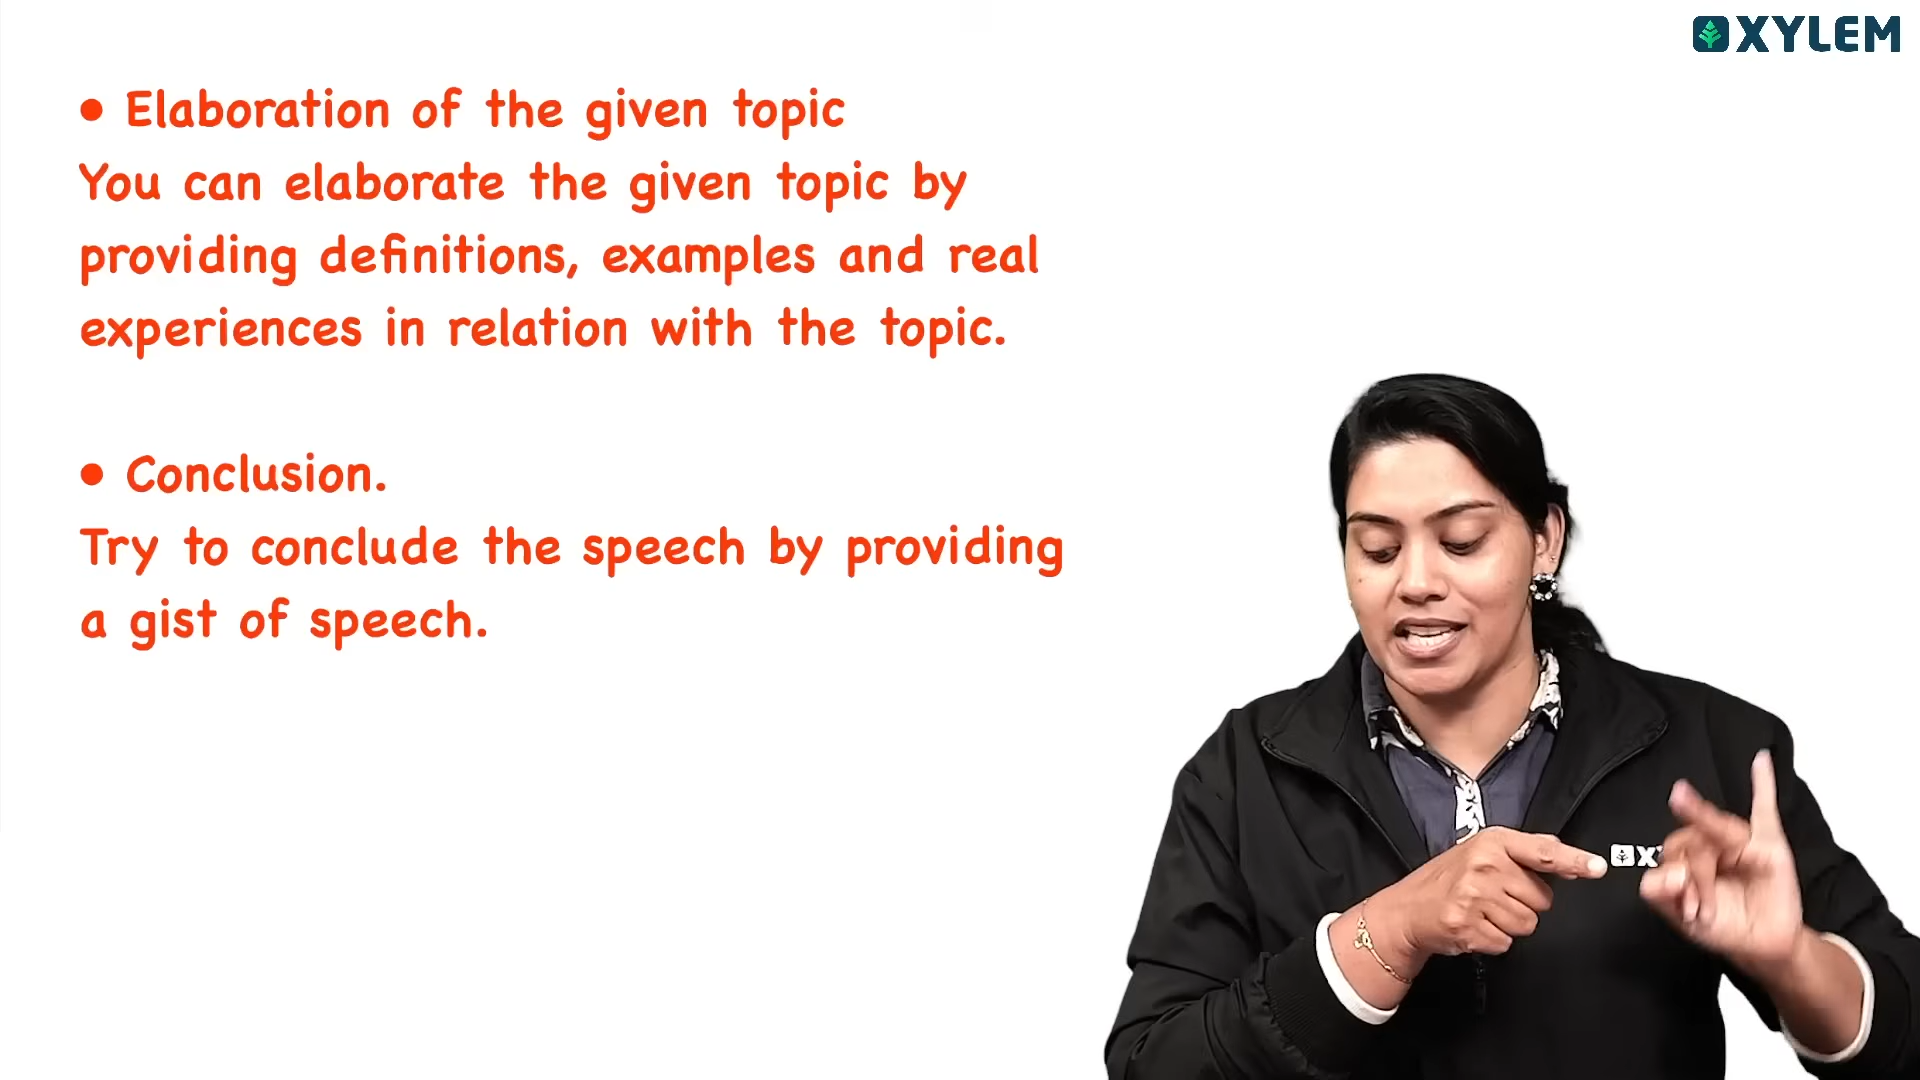 XYLEM
• Elaboration of the given topic
You can elaborate the given topic by
providing definitions, examples and real
experiences in relation with the topic.
• Conclusion.
Try to conclude the speech by providing
a gist of speech.